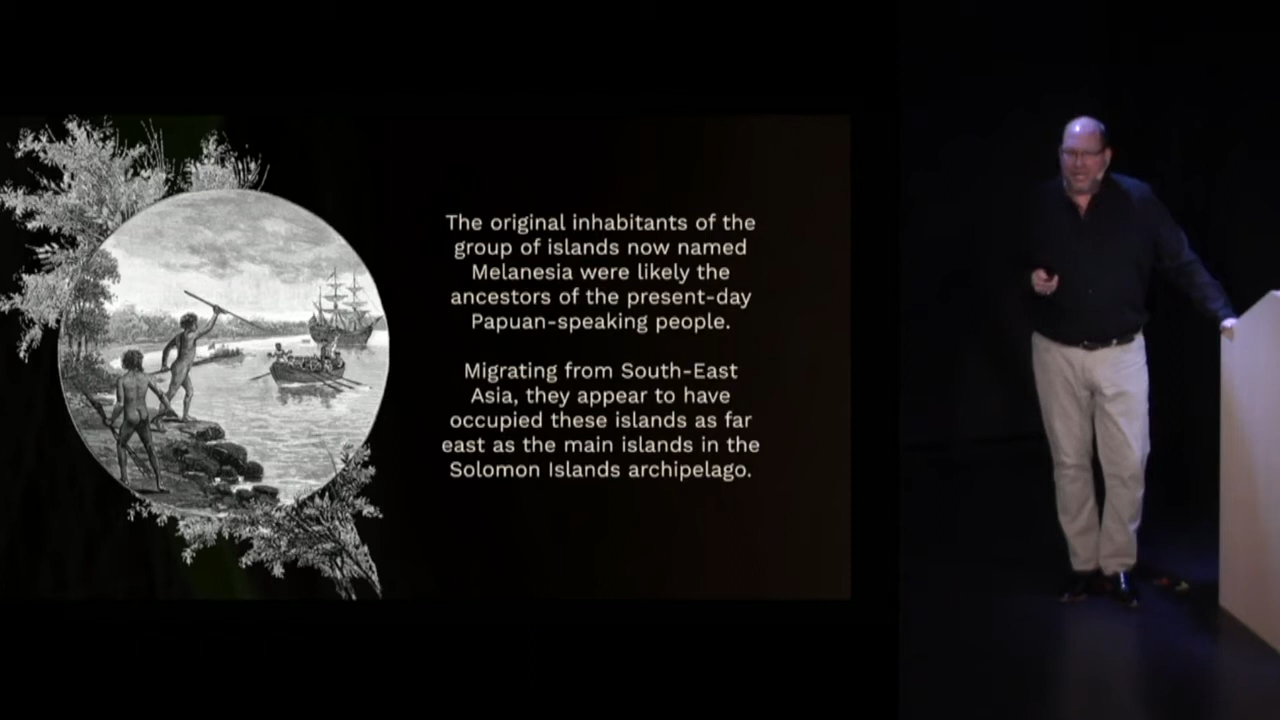 The original inhabitants of the
group of islands now named
Melanesia were likely the
ancestors of the present-day
Papuan-speaking people.
Migrating from South-East
Asia, they appear to have
occupied these islands as far
east as the main islands in the
Solomon Islands archipelago.